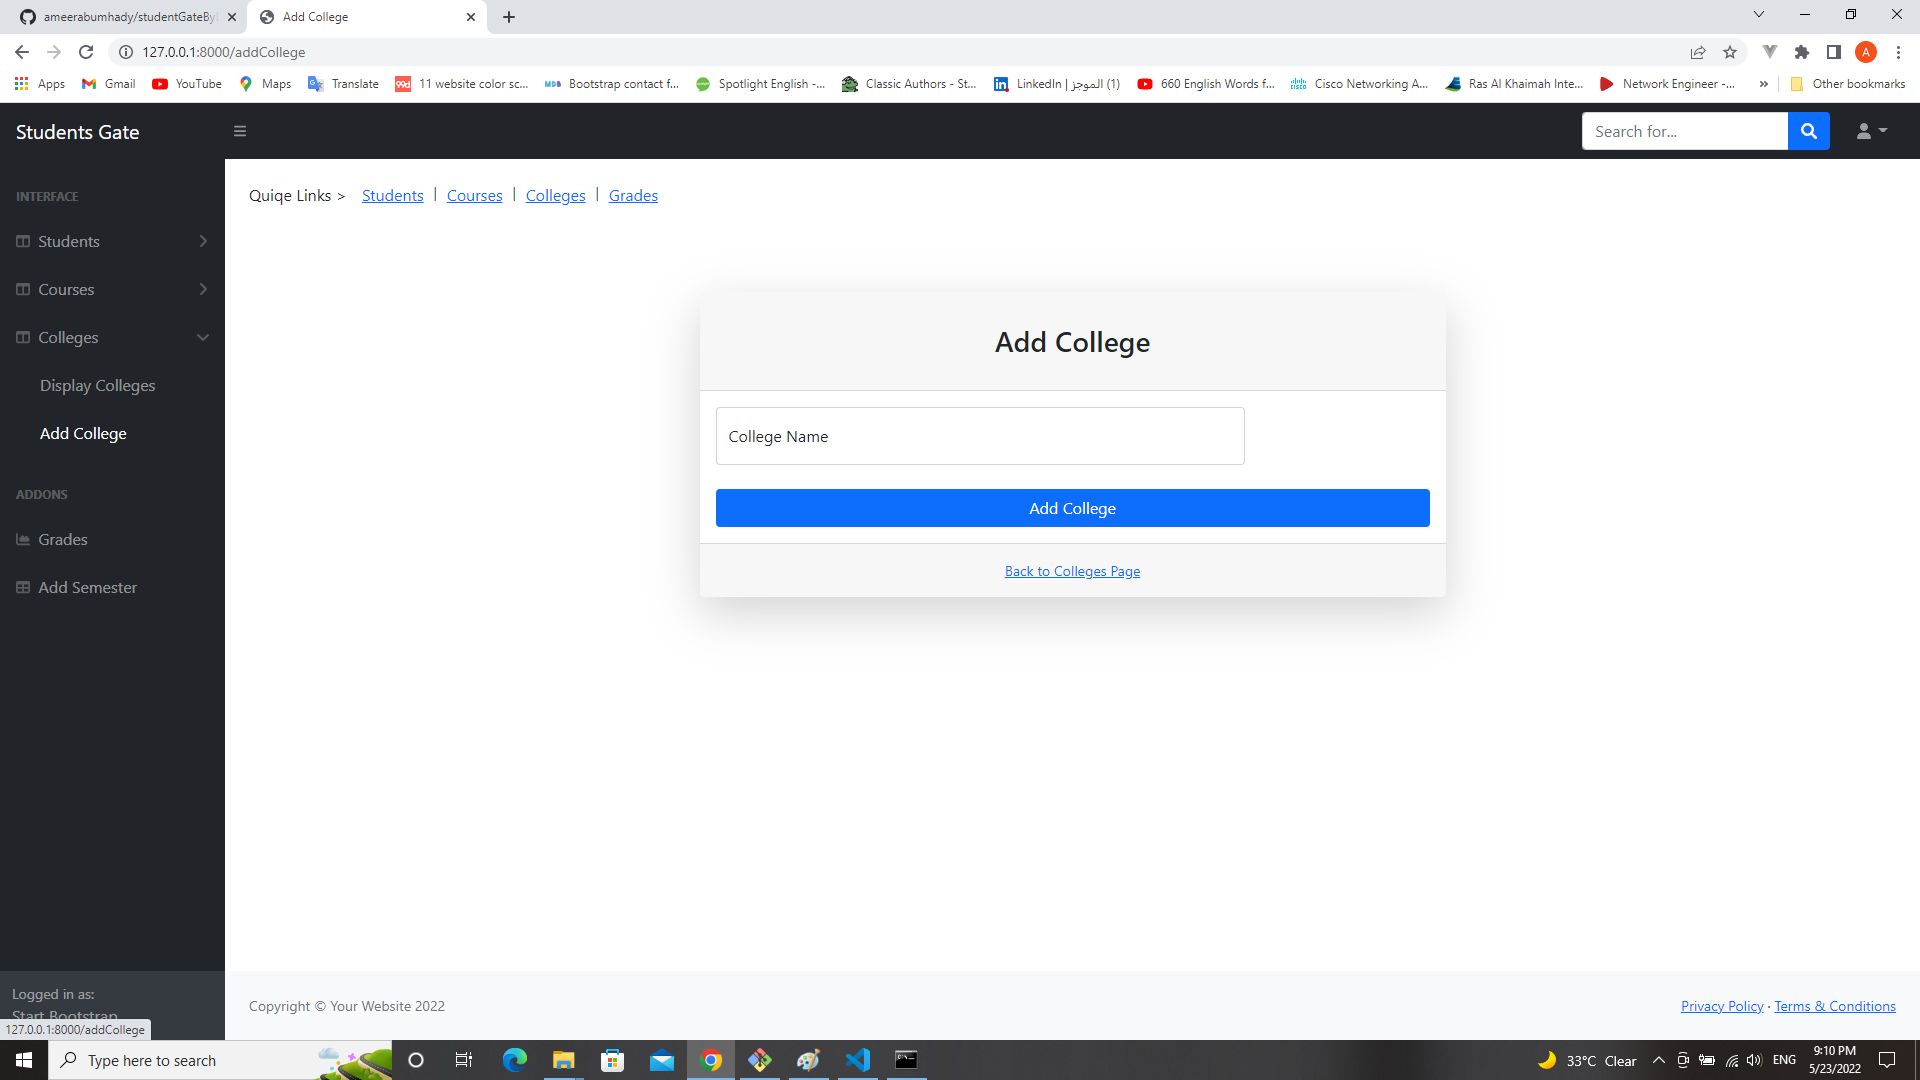 ameerabumhady/studentGateBy
Add College
127.0.0.1:8000/addCollege
A
Apps
Gmail
YouTube
Maps
Translate
11 website color sc...
Bootstrap contact f...
Spotlight English -...
Classic Authors - St...
(1) الموجز | LinkedIn
660 English Words f...
Cisco Networking A...
Ras Al Khaimah Inte...
Network Engineer -...
»
Other bookmarks
Students Gate
Search for...
INTERFACE
Students
Courses
Colleges
Display Colleges
Add College
ADDONS
Grades
Add Semester
Logged in as:
Start Bootstrap
127.0.0.1:8000/addCollege
Quiqe Links > Students | Courses | Colleges | Grades
Add College
College Name
Add College
Back to Colleges Page
Copyright © Your Website 2022
Privacy Policy · Terms & Conditions
Type here to search
33°C Clear
ENG
9:10 PM
5/23/2022